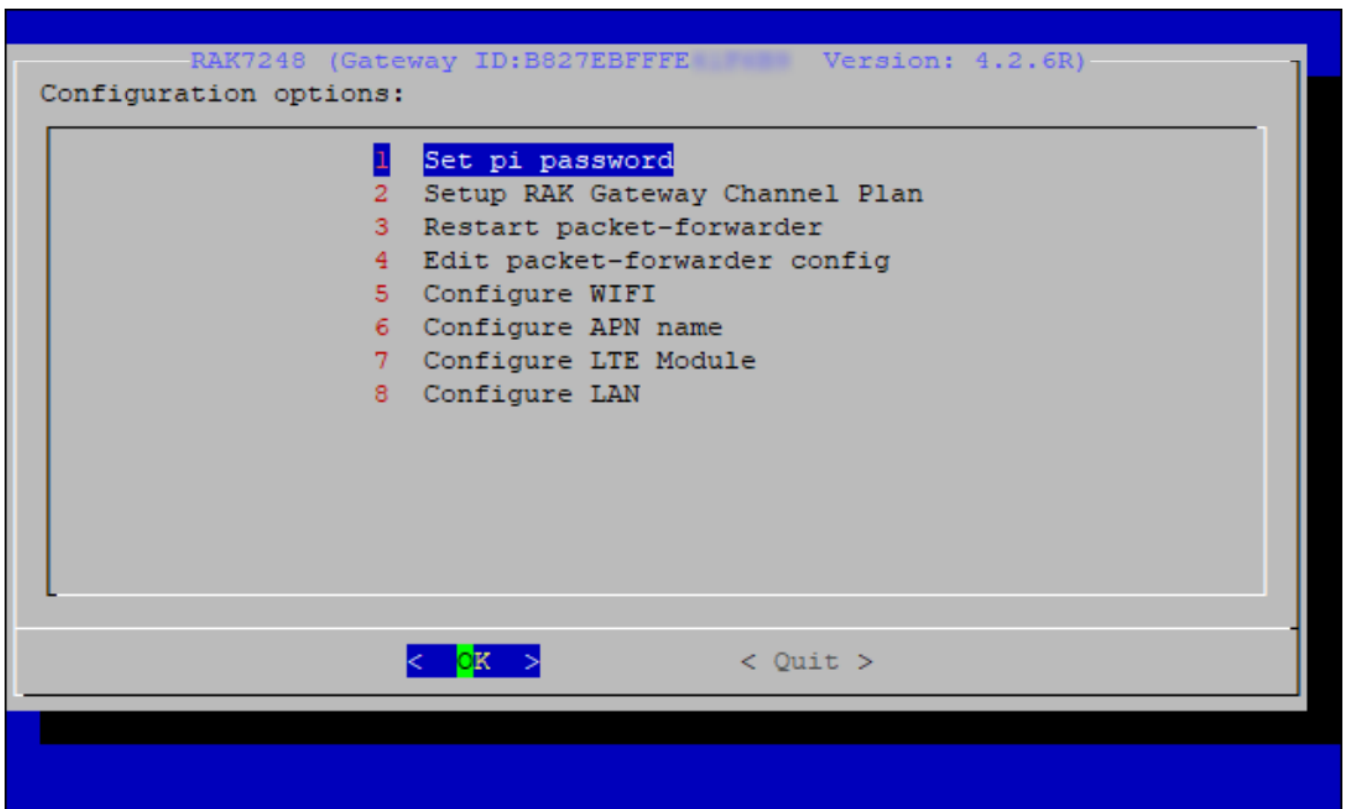 RAK7248 (Gateway ID:B827EBFFFE Version: 4.2.6R)
Configuration options:
1 Set pi password
2 Setup RAK Gateway Channel Plan
3 Restart packet-forwarder
4 Edit packet-forwarder config
5 Configure WIFI
6 Configure APN name
7 Configure LTE Module
8 Configure LAN
< OK > < Quit >